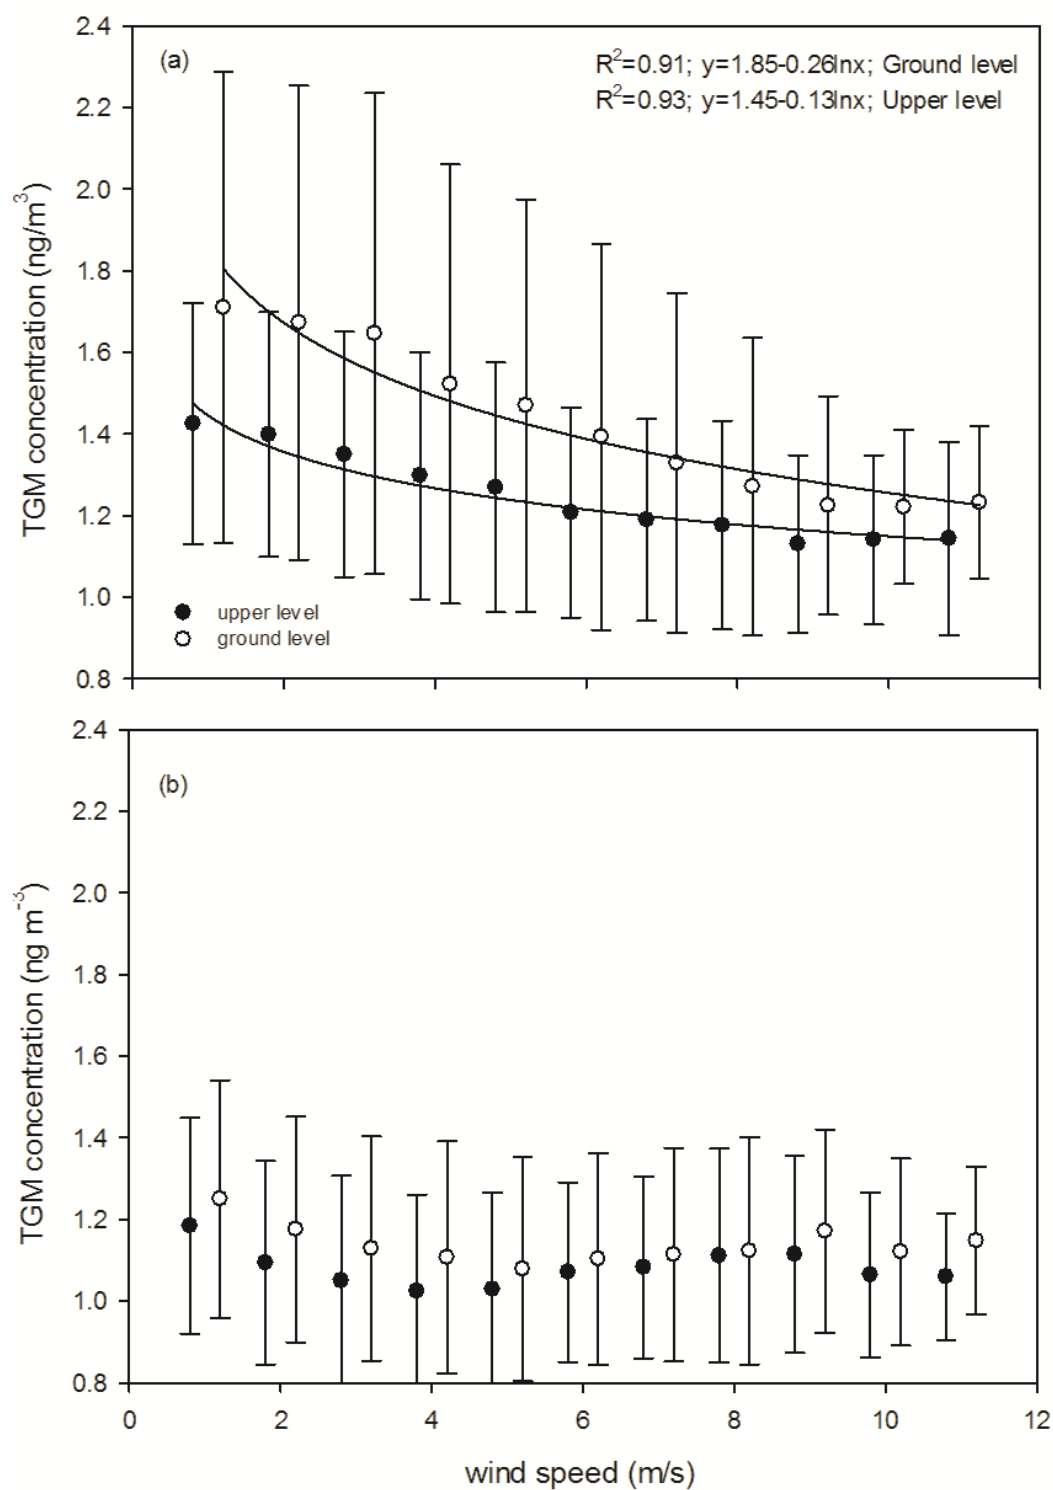 (a)
R²=0.91; y=1.85-0.26lnx; Ground level
R²=0.93; y=1.45-0.13lnx; Upper level
2.4
2.2
2.0
1.8
1.6
1.4
1.2
1.0
0.8
TGM concentration (ng/m³)
upper level
ground level
(b)
2.4
2.2
2.0
1.8
1.6
1.4
1.2
1.0
0.8
TGM concentration (ng m⁻³)
0 2 4 6 8 10 12
wind speed (m/s)